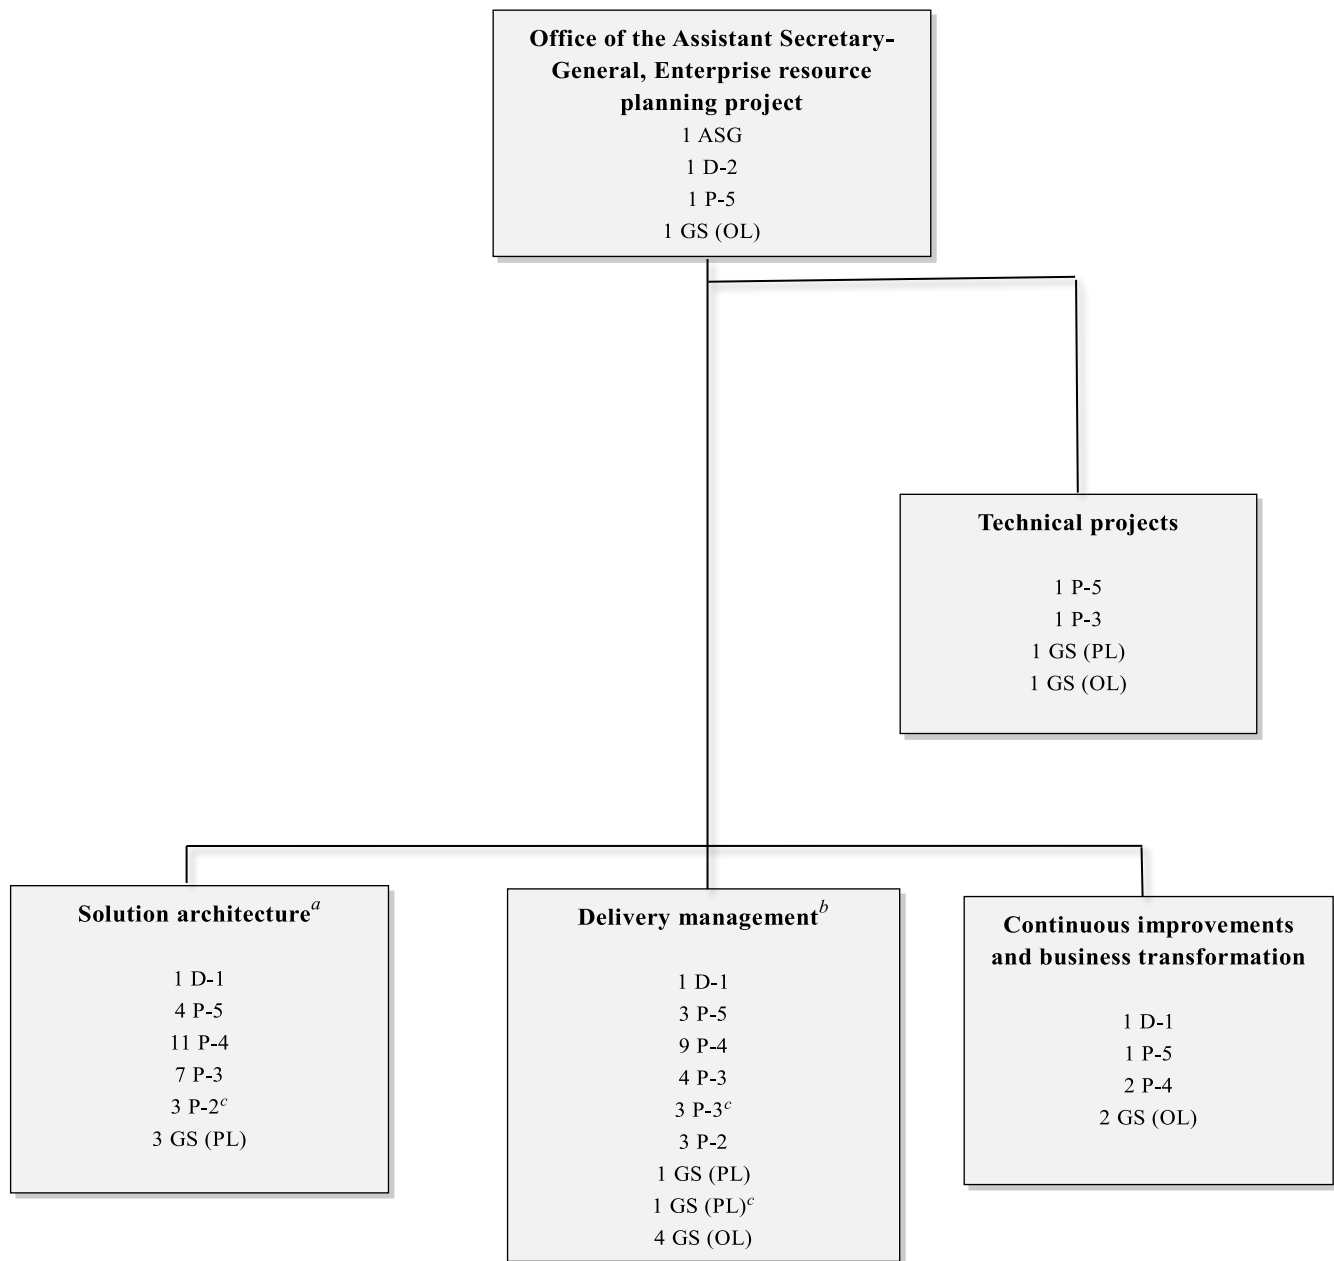 Office of the Assistant Secretary-
General, Enterprise resource
planning project
1 ASG
1 D-2
1 P-5
1 GS (OL)
Technical projects
1 P-5
1 P-3
1 GS (PL)
1 GS (OL)
Solution architecture a
1 D-1
4 P-5
11 P-4
7 P-3
3 P-2 c
3 GS (PL)
Delivery management b
1 D-1
3 P-5
9 P-4
4 P-3
3 P-3 c
3 P-2
1 GS (PL)
1 GS (PL) c
4 GS (OL)
Continuous improvements
and business transformation
1 D-1
1 P-5
2 P-4
2 GS (OL)